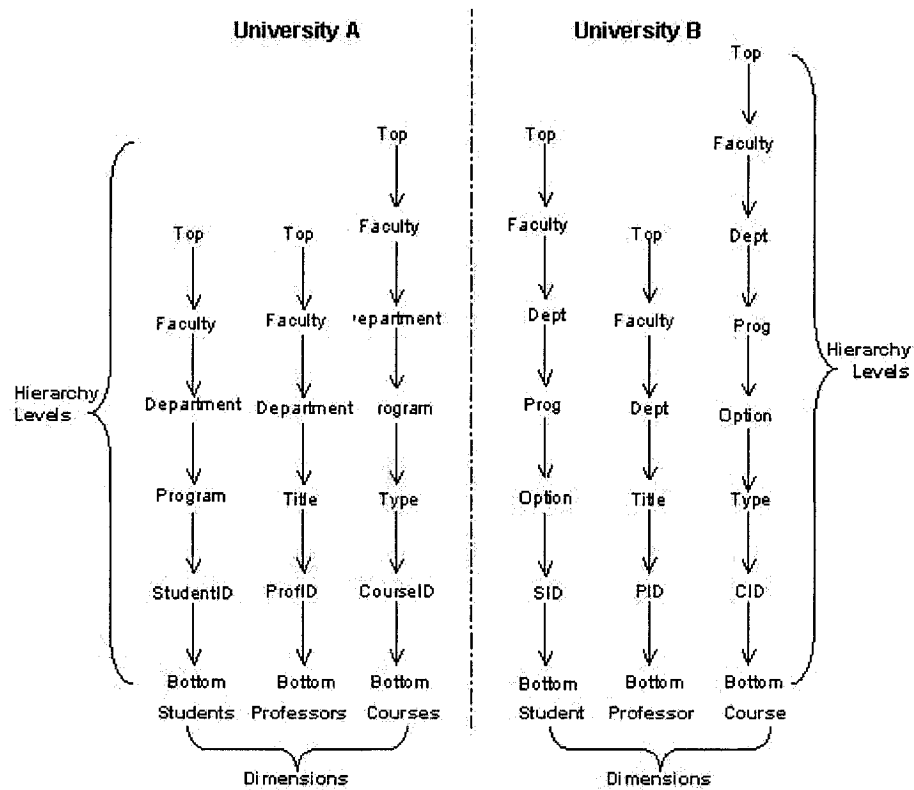 University A
Top
Faculty
Top
Top
'epartment
Faculty
Faculty
rogram
Department
Department
Type
Program
Title
CourseID
StudentID
ProfID
Bottom
Bottom
Bottom
Students
Professors
Courses
Hierarchy
Levels
Dimensions
University B
Top
Faculty
Top
Dept
Faculty
Top
Prog
Dept
Faculty
Option
Prog
Dept
Type
Option
Title
CID
SID
PID
Bottom
Bottom
Bottom
Student
Professor
Course
Hierarchy
Levels
Dimensions